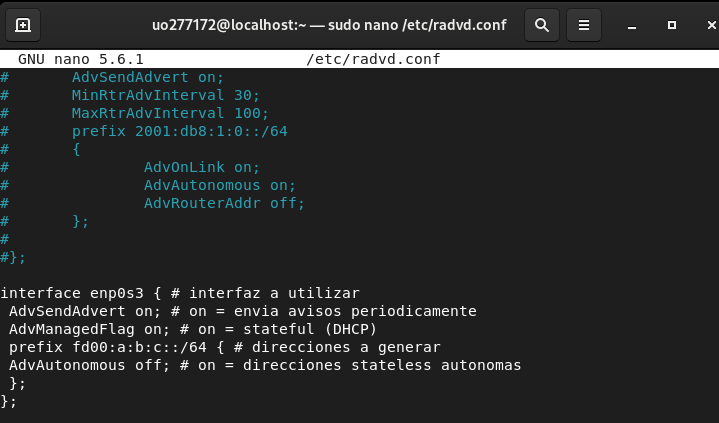 uo277172@localhost:~ — sudo nano /etc/radvd.conf
GNU nano 5.6.1 /etc/radvd.conf
# AdvSendAdvert on;
# MinRtrAdvInterval 30;
# MaxRtrAdvInterval 100;
# prefix 2001:db8:1:0::/64
# {
# AdvOnLink on;
# AdvAutonomous on;
# AdvRouterAddr off;
# };
#
#};
interface enp0s3 { # interfaz a utilizar
AdvSendAdvert on; # on = envia avisos periodicamente
AdvManagedFlag on; # on = stateful (DHCP)
prefix fd00:a:b:c::/64 { # direcciones a generar
AdvAutonomous off; # on = direcciones stateless autonomas
};
};